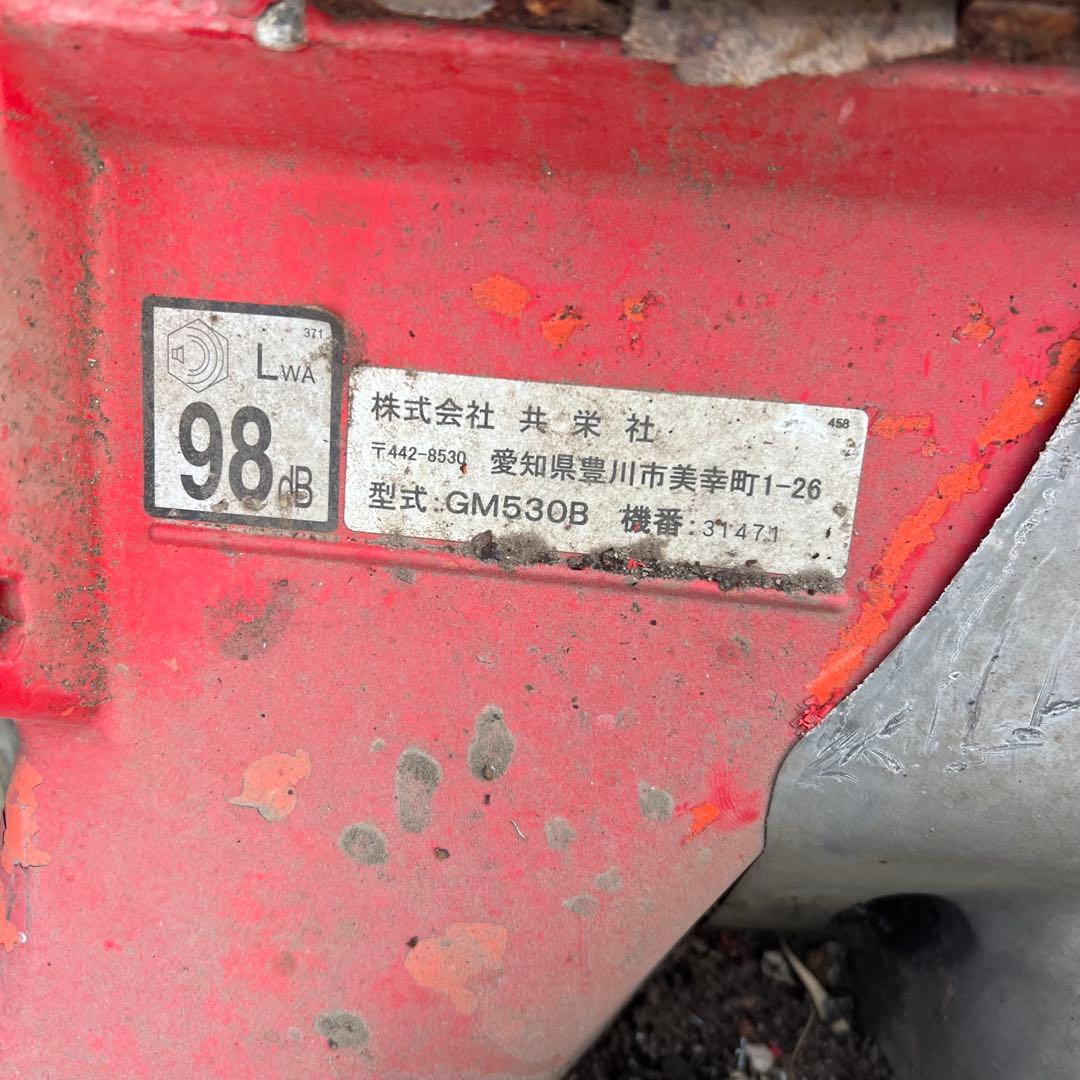 371
LWA
98dB
株式会社 共栄社
458
〒442-8530 愛知県豊川市美幸町1-26
型式:GM530B 機番:31471